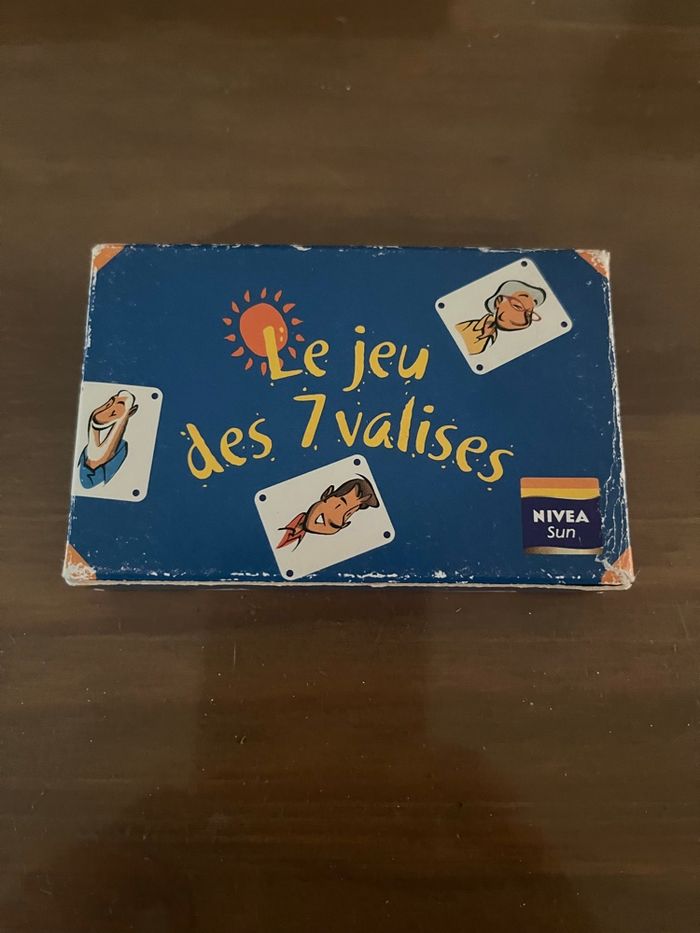 Le jeu
des 7 valises
NIVEA
Sun